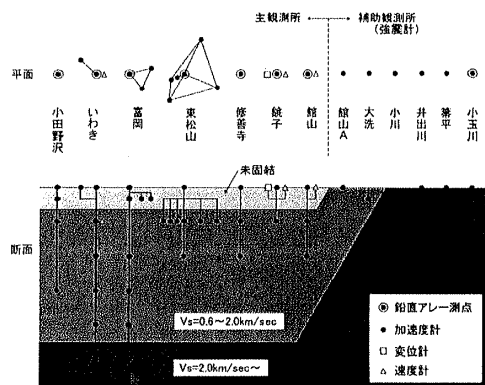 主観測所
補助観測所
(強震計)
平面
小田野沢
いわき
富岡
東松山
修善寺
銚子
館山
館山A
大洗
小川
井出川
葉平
小玉川
未固結
断面
Vs=0.6~2.0km/sec
Vs=2.0km/sec~
鉛直アレー測点
加速度計
変位計
速度計